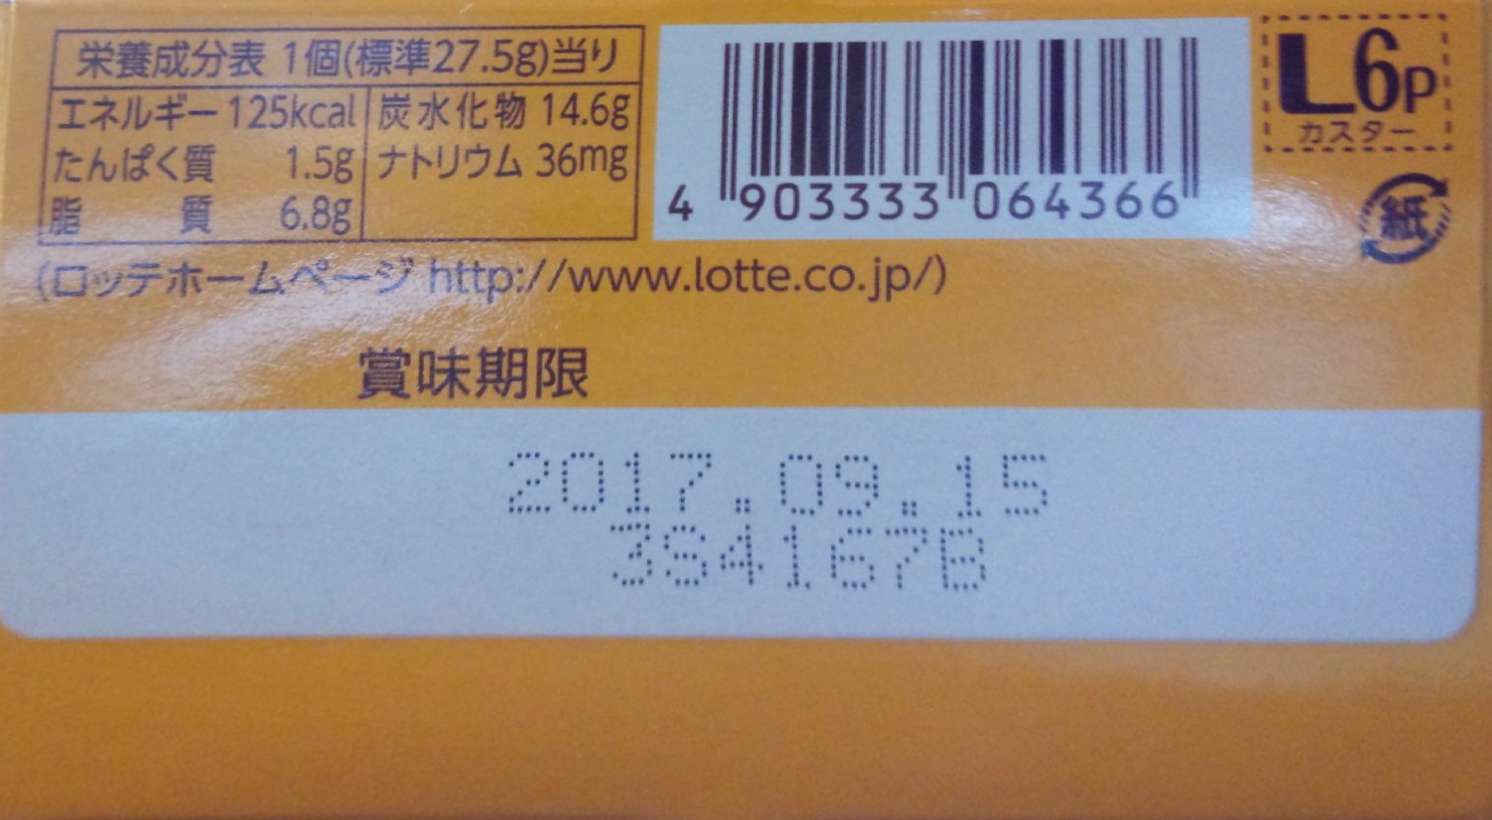 栄養成分表 1個(標準27.5g)当り
エネルギー 125kcal 炭水化物 14.6g
たんぱく質 1.5g ナトリウム 36mg
脂質 6.8g
4 903333 064366
L6P
カスター
紙
(ロッテホームページ http://www.lotte.co.jp/)
賞味期限
2017.09.15
3S4167B